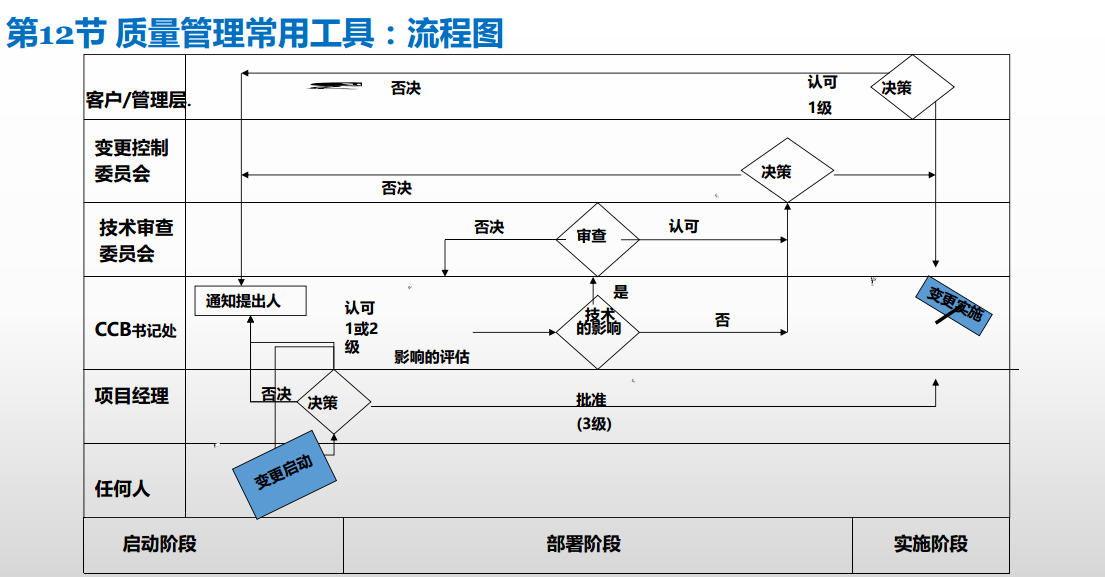 第12节 质量管理常用工具：流程图
客户/管理层.
否决
认可
1级
决策
变更控制
委员会
否决
决策
技术审查
委员会
否决
审查
认可
CCB书记处
通知提出人
认可
1或2
级
影响的评估
是
技术
的影响
否
变更实施
项目经理
否决
决策
批准
(3级)
任何人
变更启动
启动阶段
部署阶段
实施阶段